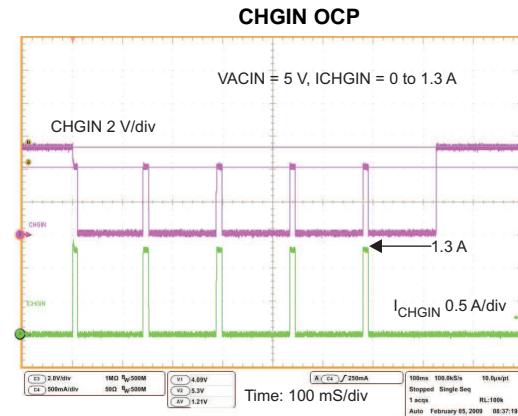 CHGIN OCP
VACIN = 5 V, ICHGIN = 0 to 1.3 A
CHGIN 2 V/div
CHGIN
1.3 A
ICHGIN
ICHGIN 0.5 A/div
C3 2.0V/div 1MΩ BW:500M
C4 500mA/div 50Ω BW:500M
V1 4.09V
V2 5.3V
ΔV 1.21V
Time: 100 mS/div
A C4 / 250mA
100ms 100.0kS/s 10.0µs/pt
Stopped Single Seq
1 acqs RL:100k
Auto February 05, 2009 08:37:19